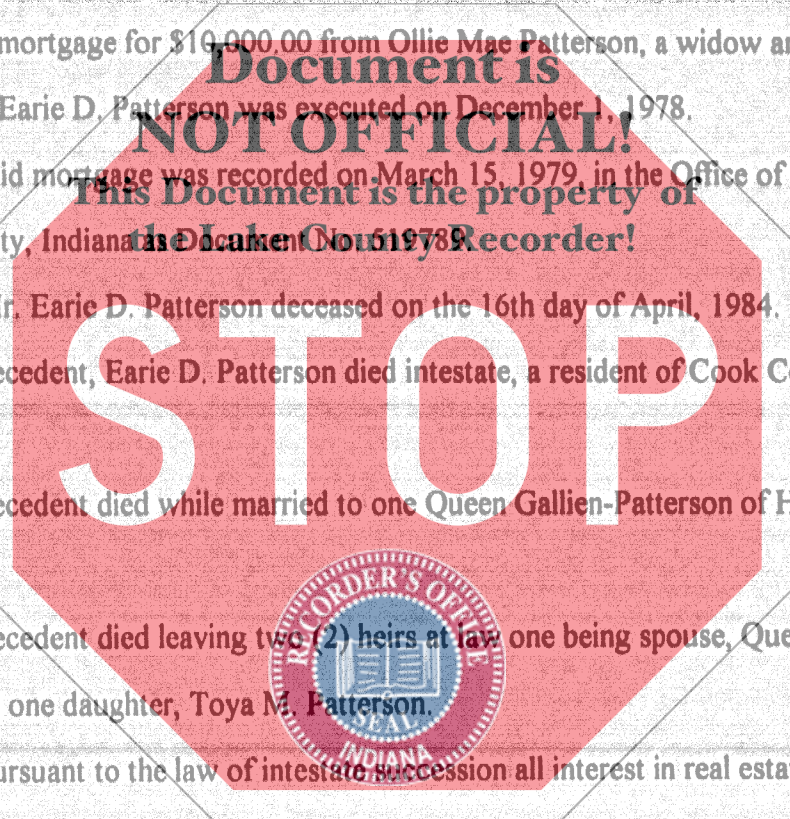 mortgage for $10,000.00 from Ollie Mae Patterson, a widow an
Document is
Earie D. Patterson was executed on December 1, 1978.
NOT OFFICIAL!
id mortgage was recorded on March 15, 1979, in the Office of
This Document is the property of
ty, Indiana as Document No. 519789.
the Lake County Recorder!
r. Earie D. Patterson deceased on the 16th day of April, 1984.
STOP
ecedent, Earie D. Patterson died intestate, a resident of Cook C
ecedent died while married to one Queen Gallien-Patterson of H
RECORDER'S OFFICE
ecedent died leaving two (2) heirs at law one being spouse, Que
one daughter, Toya M. Patterson.
SEAL
INDIANA
ursuant to the law of intestate succession all interest in real esta